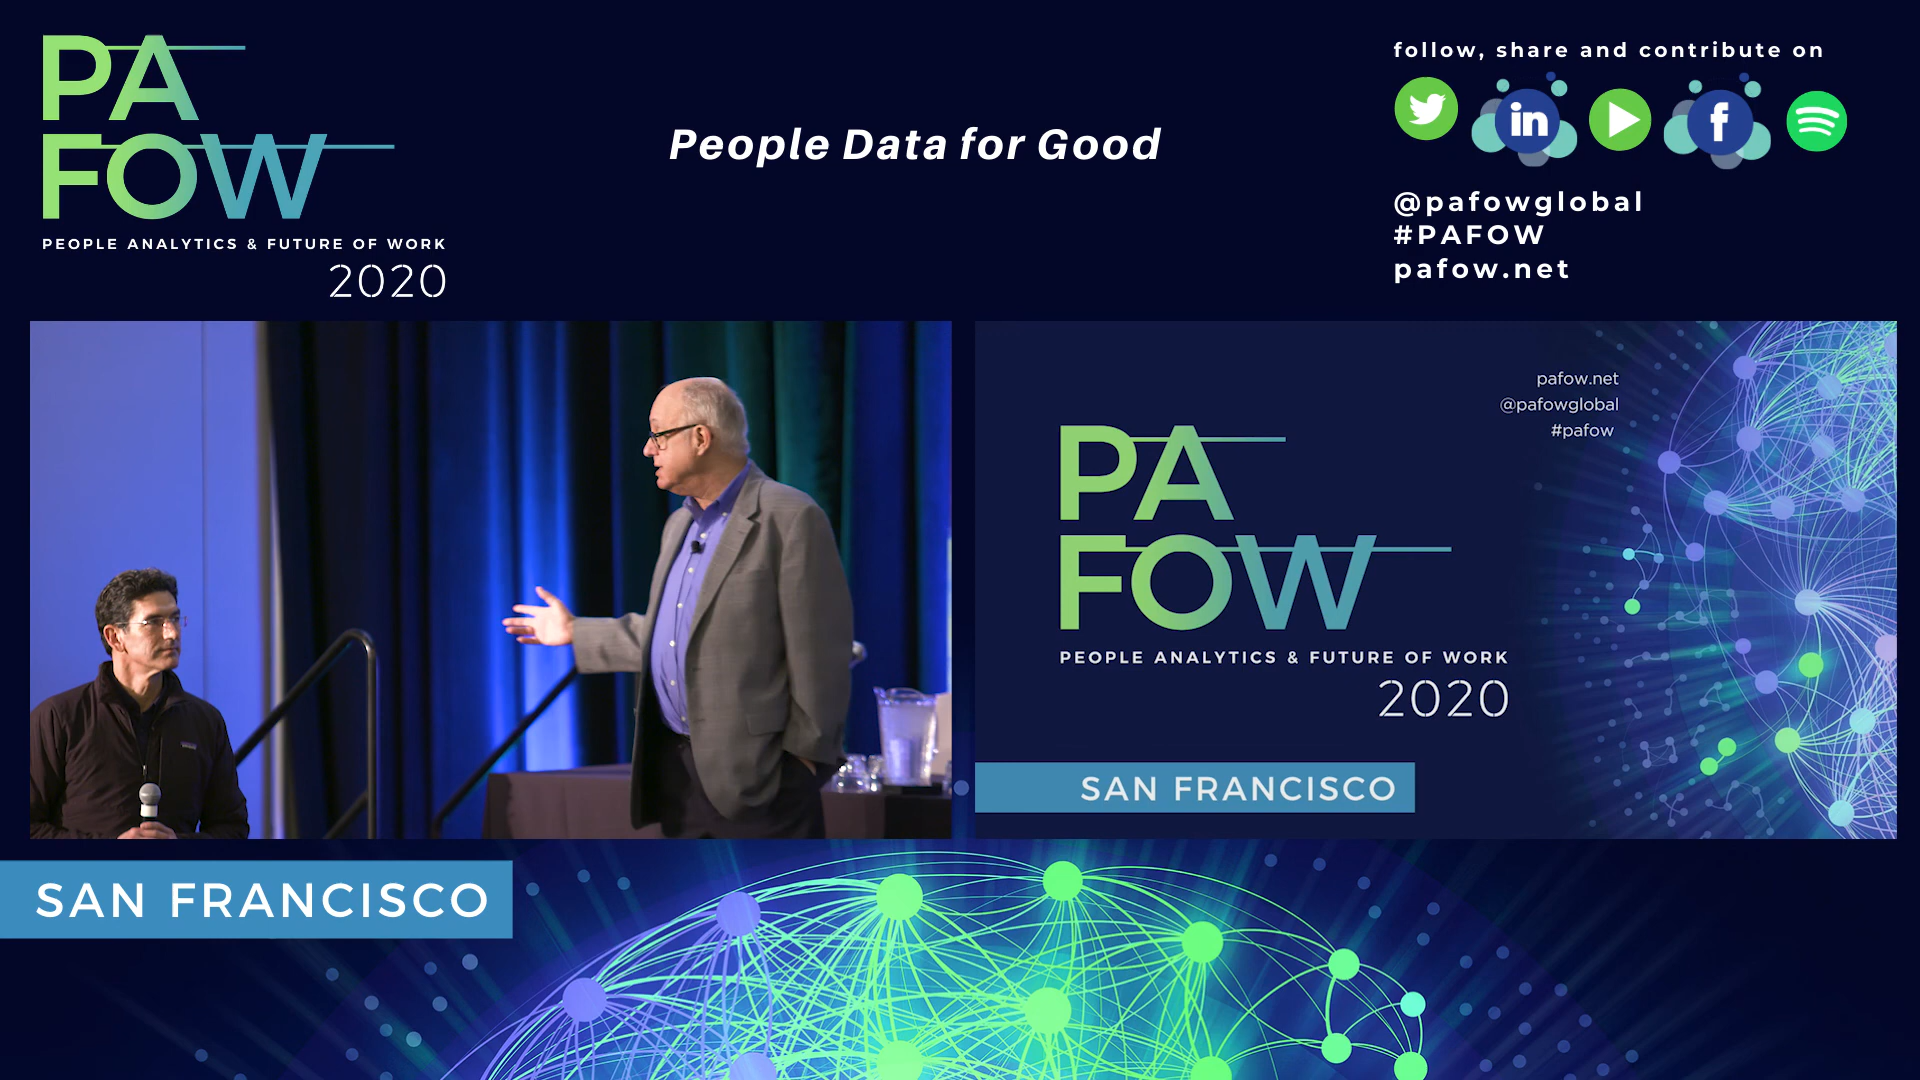 PA
FOW
PEOPLE ANALYTICS & FUTURE OF WORK
2020
People Data for Good
follow, share and contribute on
in
f
@pafowglobal
#PAFOW
pafow.net
pafow.net
@pafowglobal
#pafow
PA
FOW
PEOPLE ANALYTICS & FUTURE OF WORK
2020
SAN FRANCISCO
SAN FRANCISCO